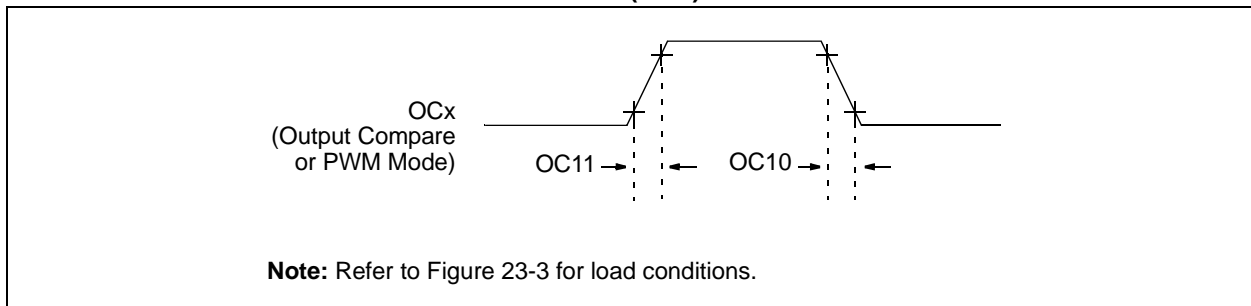 OCx
(Output Compare
or PWM Mode)
OC11
OC10
Note: Refer to Figure 23-3 for load conditions.